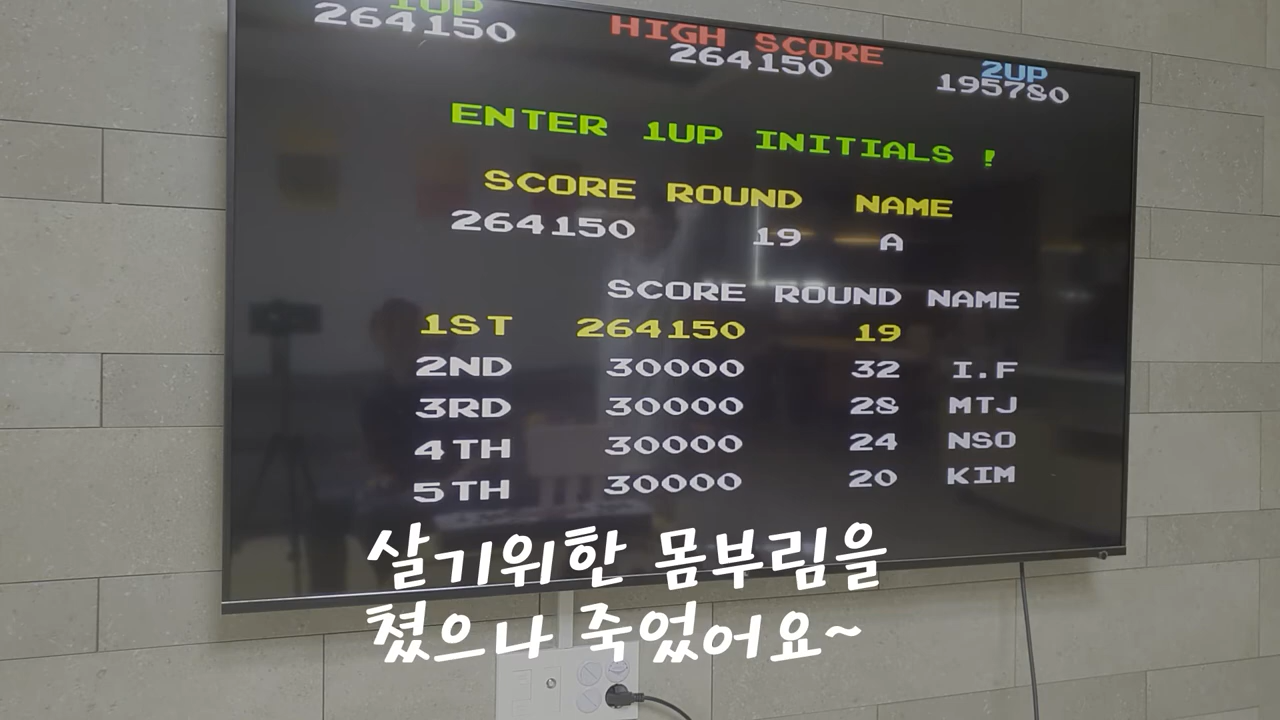 1UP HIGH SCORE 2UP
264150 264150 195780
ENTER 1UP INITIALS !
SCORE ROUND NAME
264150 19 A
SCORE ROUND NAME
1ST 264150 19
2ND 30000 32 I.F
3RD 30000 28 MTJ
4TH 30000 24 NSO
5TH 30000 20 KIM
살기위한 몸부림을
쳤으나 죽었어요~